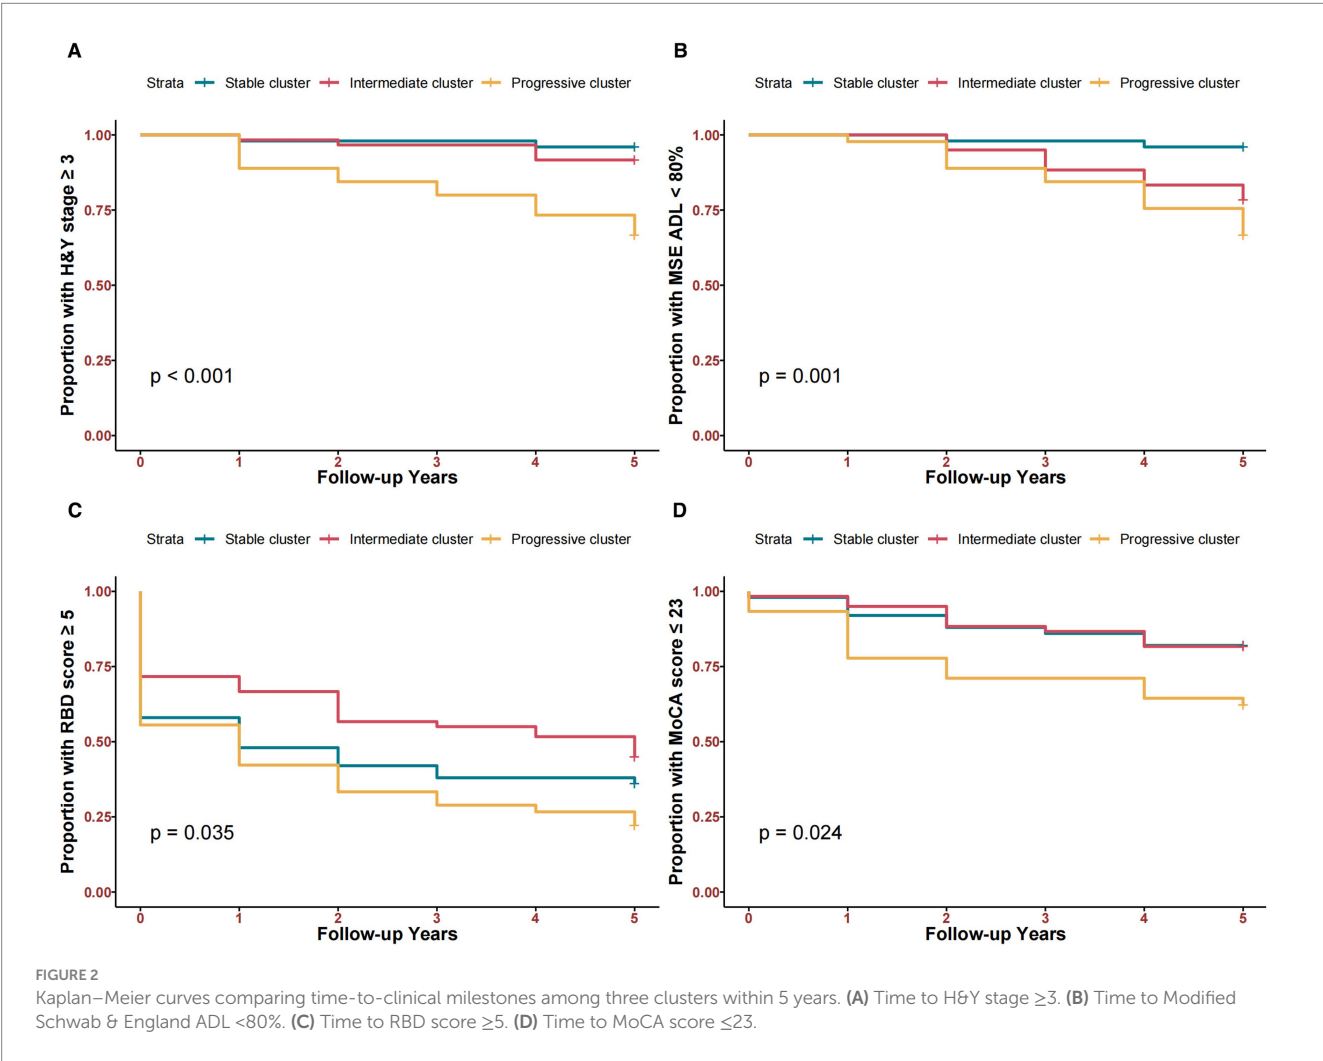 A
Strata Stable cluster Intermediate cluster Progressive cluster
Proportion with H&Y stage ≥ 3
1.00
0.75
0.50
0.25
0.00
p < 0.001
0 1 2 3 4 5
Follow-up Years
B
Strata Stable cluster Intermediate cluster Progressive cluster
Proportion with MSE ADL < 80%
1.00
0.75
0.50
0.25
0.00
p = 0.001
0 1 2 3 4 5
Follow-up Years
C
Strata Stable cluster Intermediate cluster Progressive cluster
Proportion with RBD score ≥ 5
1.00
0.75
0.50
0.25
0.00
p = 0.035
0 1 2 3 4 5
Follow-up Years
D
Strata Stable cluster Intermediate cluster Progressive cluster
Proportion with MoCA score ≤ 23
1.00
0.75
0.50
0.25
0.00
p = 0.024
0 1 2 3 4 5
Follow-up Years
FIGURE 2
Kaplan–Meier curves comparing time-to-clinical milestones among three clusters within 5 years. (A) Time to H&Y stage ≥3. (B) Time to Modified
Schwab & England ADL <80%. (C) Time to RBD score ≥5. (D) Time to MoCA score ≤23.